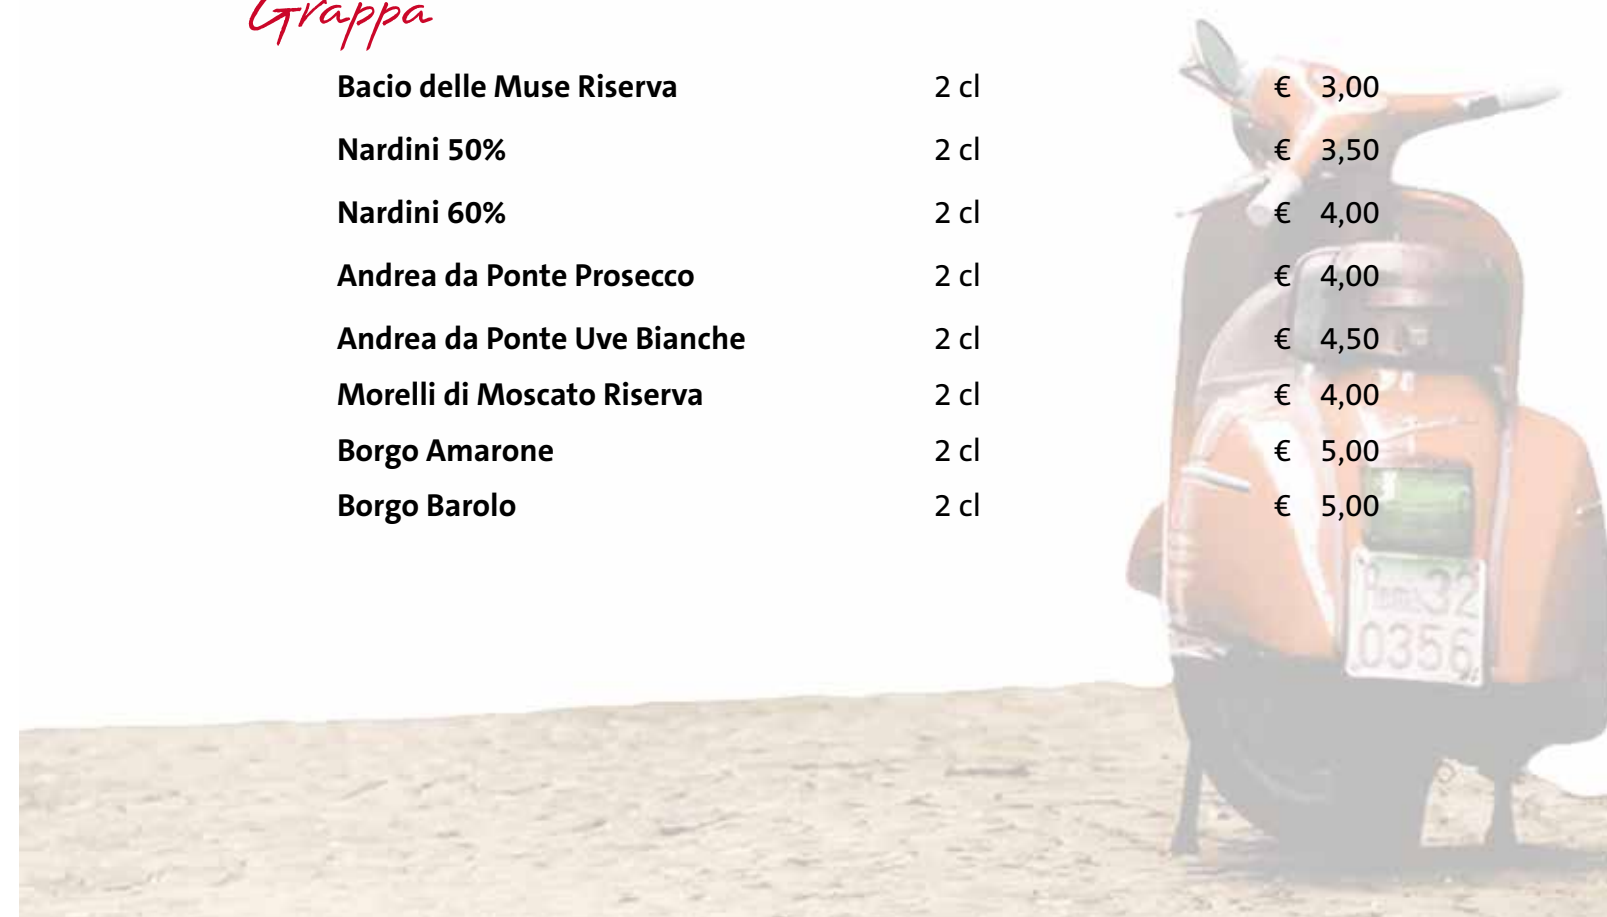 Grappa
Bacio delle Muse Riserva 2 cl € 3,00
Nardini 50% 2 cl € 3,50
Nardini 60% 2 cl € 4,00
Andrea da Ponte Prosecco 2 cl € 4,00
Andrea da Ponte Uve Bianche 2 cl € 4,50
Morelli di Moscato Riserva 2 cl € 4,00
Borgo Amarone 2 cl € 5,00
Borgo Barolo 2 cl € 5,00
32
0356